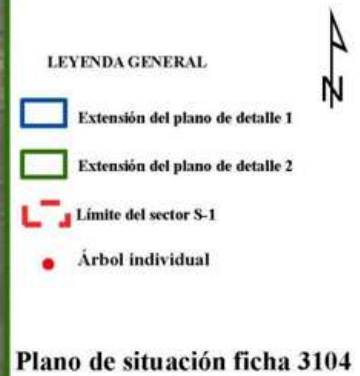 N
LEYENDA GENERAL
Extensión del plano de detalle 1
Extensión del plano de detalle 2
Límite del sector S-1
Árbol individual
Plano de situación ficha 3104